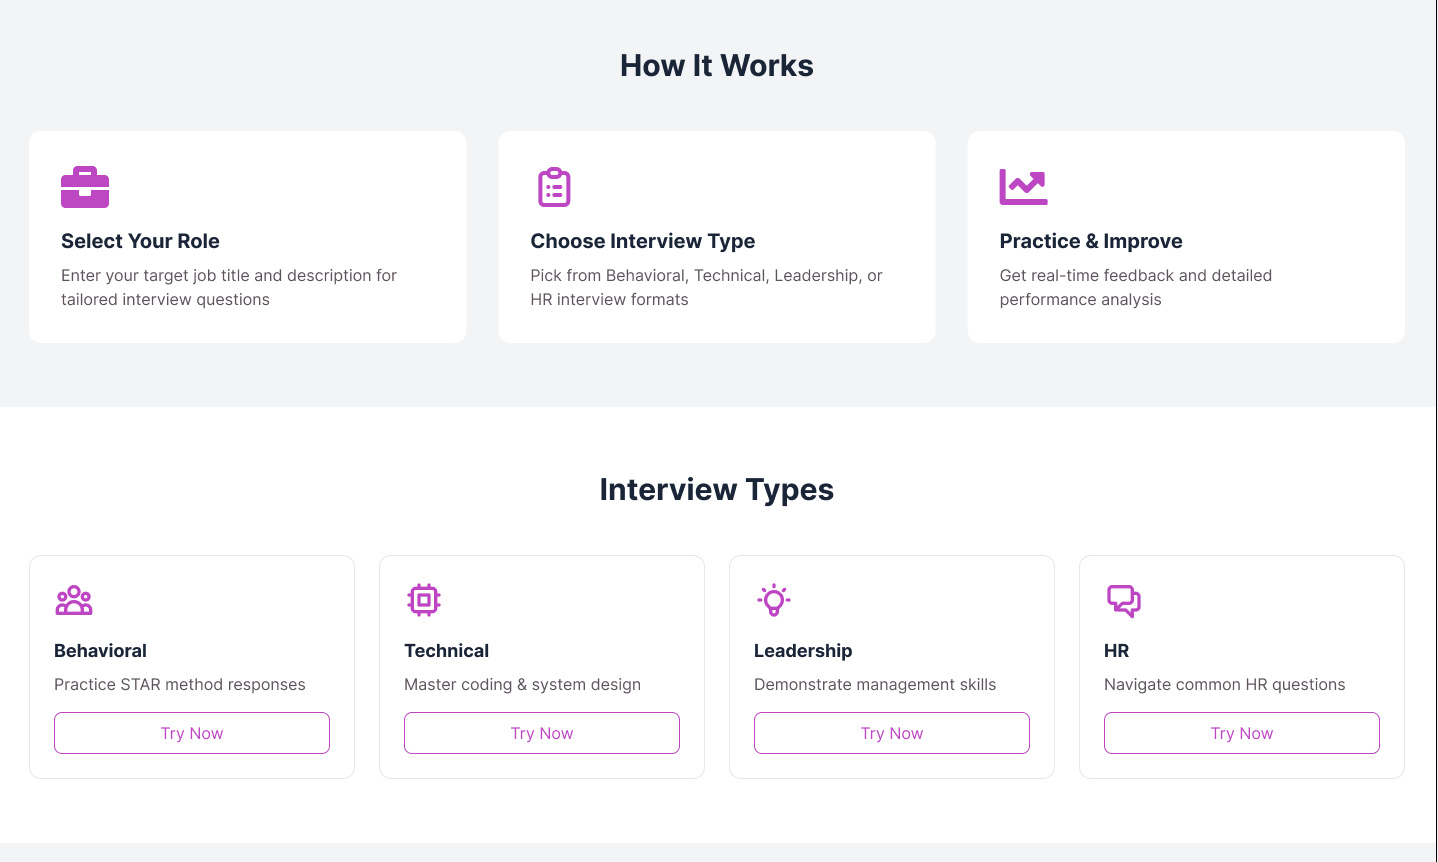 How It Works
Select Your Role
Enter your target job title and description for
tailored interview questions
Choose Interview Type
Pick from Behavioral, Technical, Leadership, or
HR interview formats
Practice & Improve
Get real-time feedback and detailed
performance analysis
Interview Types
Behavioral
Practice STAR method responses
Try Now
Technical
Master coding & system design
Try Now
Leadership
Demonstrate management skills
Try Now
HR
Navigate common HR questions
Try Now